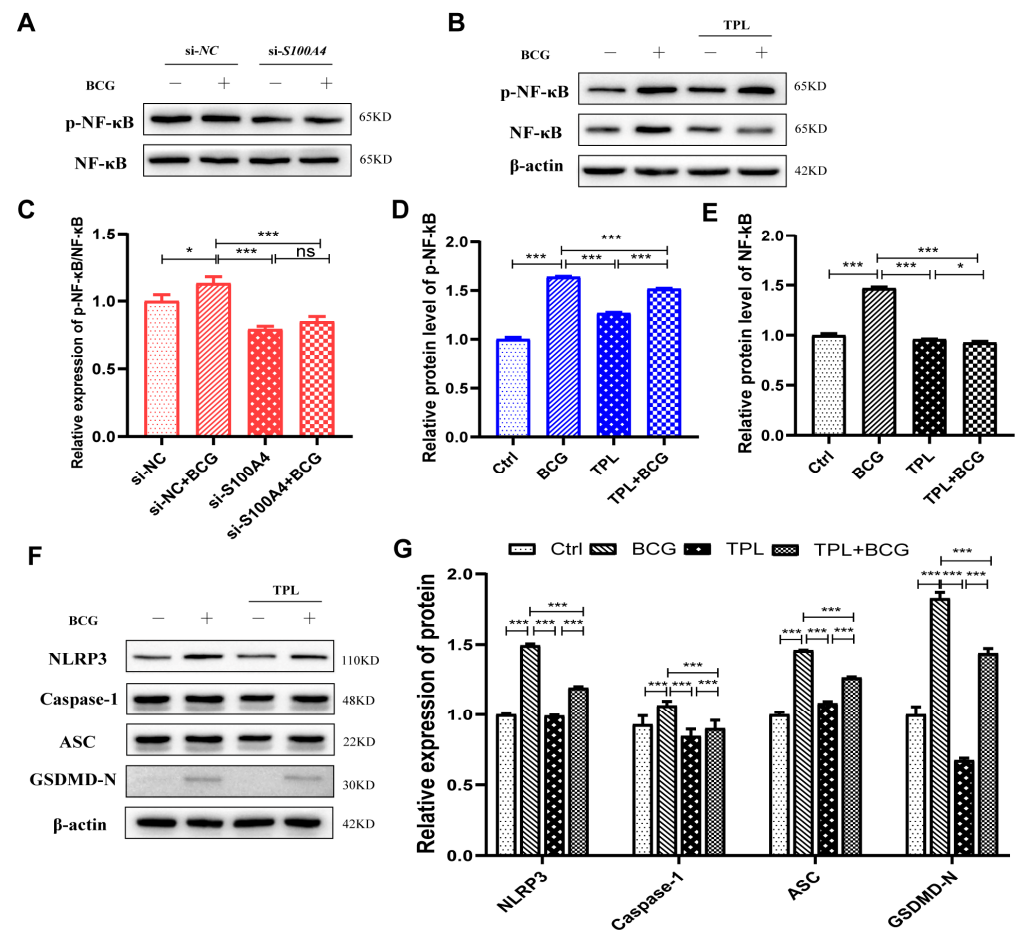 A
si-NC si-S100A4
BCG − + − +
p-NF-κB 65KD
NF-κB 65KD
B
TPL
BCG − + − +
p-NF-κB 65KD
NF-κB 65KD
β-actin 42KD
C
Relative expression of p-NF-κB/NF-κB
1.5
1.0
0.5
0.0
***
* *** ns
si-NC
si-NC+BCG
si-S100A4
si-S100A4+BCG
D
Relative protein level of p-NF-κB
2.0
1.5
1.0
0.5
0.0
***
*** *** ***
Ctrl
BCG
TPL
TPL+BCG
E
Relative protein level of NF-κB
2.0
1.5
1.0
0.5
0.0
***
*** *** *
Ctrl
BCG
TPL
TPL+BCG
F
TPL
BCG − + − +
NLRP3 110KD
Caspase-1 48KD
ASC 22KD
GSDMD-N 30KD
β-actin 42KD
G
Ctrl BCG TPL TPL+BCG
Relative expression of protein
2.0
1.5
1.0
0.5
0.0
***
*** *** ***
***
*** *** ***
***
*** *** ***
***
*** *** ***
NLRP3
Caspase-1
ASC
GSDMD-N